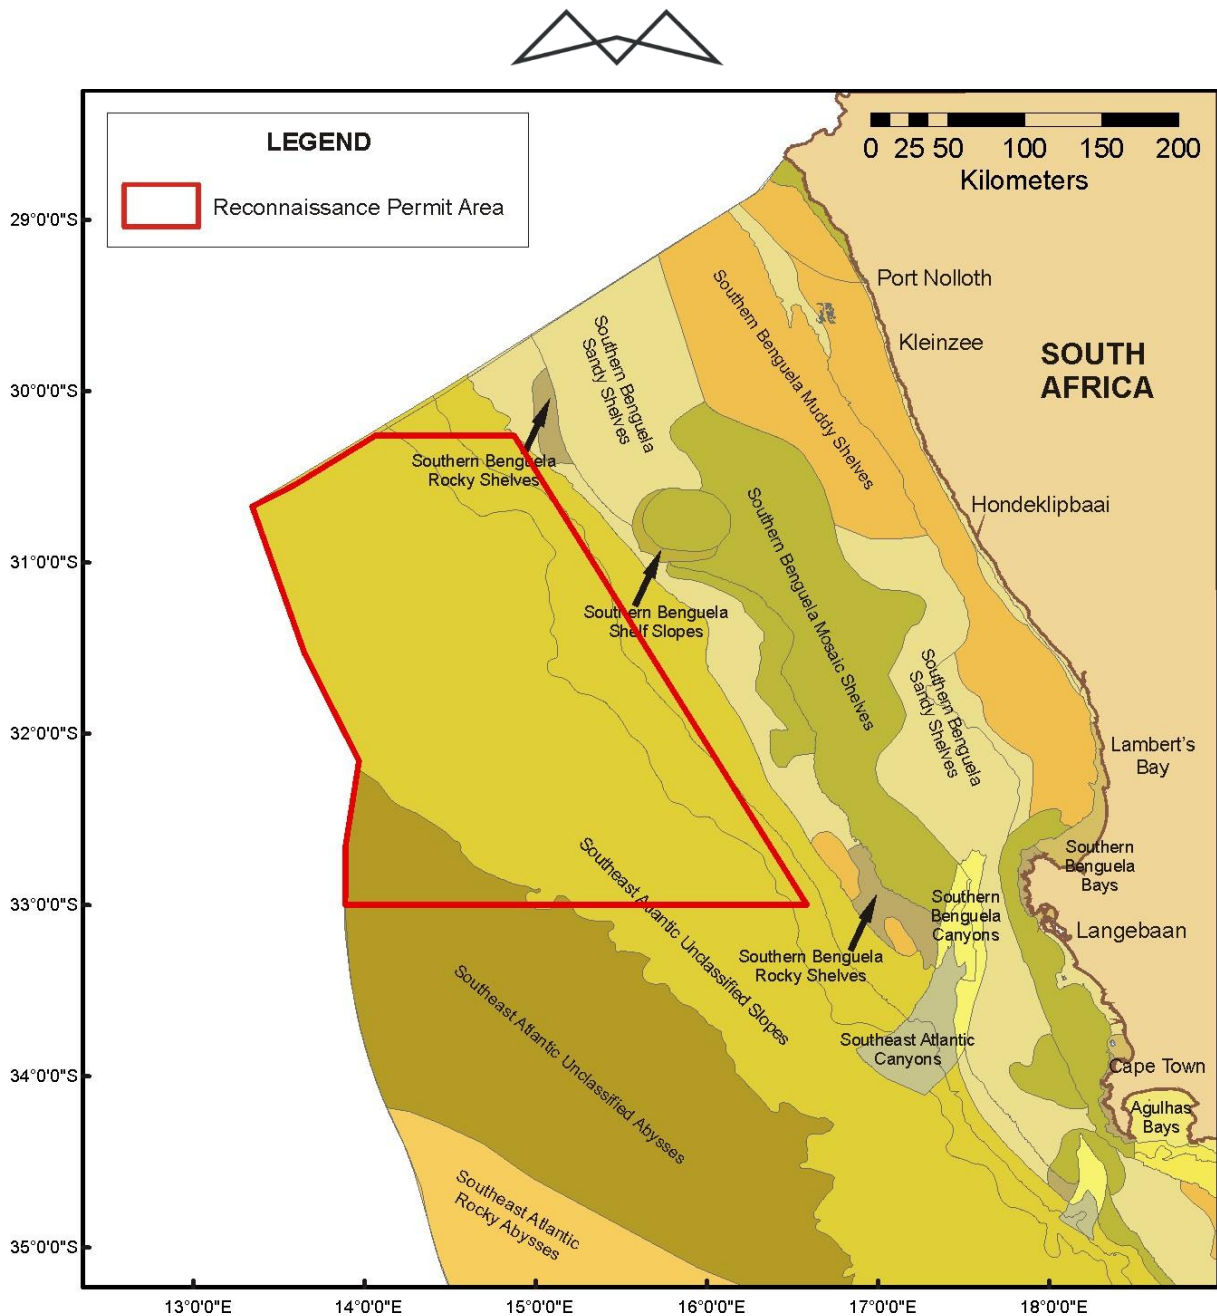 LEGEND
Reconnaissance Permit Area
0 25 50 100 150 200
Kilometers
29°0'0"S
30°0'0"S
31°0'0"S
32°0'0"S
33°0'0"S
34°0'0"S
35°0'0"S
13°0'0"E
14°0'0"E
15°0'0"E
16°0'0"E
17°0'0"E
18°0'0"E
Port Nolloth
Kleinzee
SOUTH
AFRICA
Hondeklipbaai
Lambert's
Bay
Southern
Benguela
Bays
Langebaan
Cape Town
Agulhas
Bays
Southern Benguela Muddy Shelves
Southern Benguela
Sandy Shelves
Southern Benguela
Rocky Shelves
Southern Benguela
Shelf Slopes
Southern Benguela Mosaic Shelves
Southern Benguela
Sandy Shelves
Southern
Benguela
Canyons
Southern Benguela
Rocky Shelves
Southeast Atlantic
Canyons
Southeast Atlantic Unclassified Slopes
Southeast Atlantic Unclassified Abysses
Southeast Atlantic
Rocky Abysses